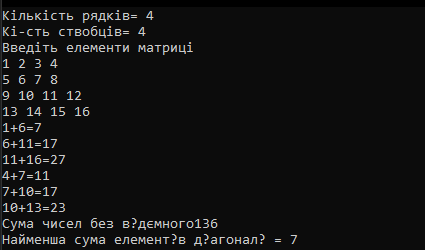 Кількість рядків= 4
Кі-сть ствобців= 4
Введіть елементи матриці
1 2 3 4
5 6 7 8
9 10 11 12
13 14 15 16
1+6=7
6+11=17
11+16=27
4+7=11
7+10=17
10+13=23
Сума чисел без в?дємного136
Найменша сума елемент?в д?агонал? = 7